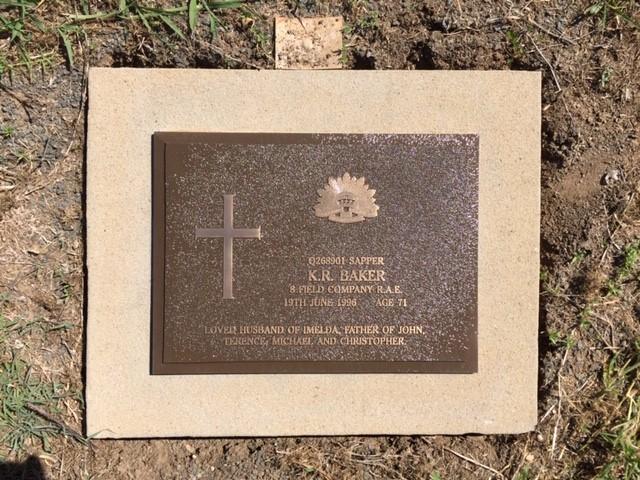 Q268901 SAPPER
K.R. BAKER
8 FIELD COMPANY R.A.E.
19TH JUNE 1996 AGE 71
LOVED HUSBAND OF IMELDA, FATHER OF JOHN,
TERENCE, MICHAEL AND CHRISTOPHER.